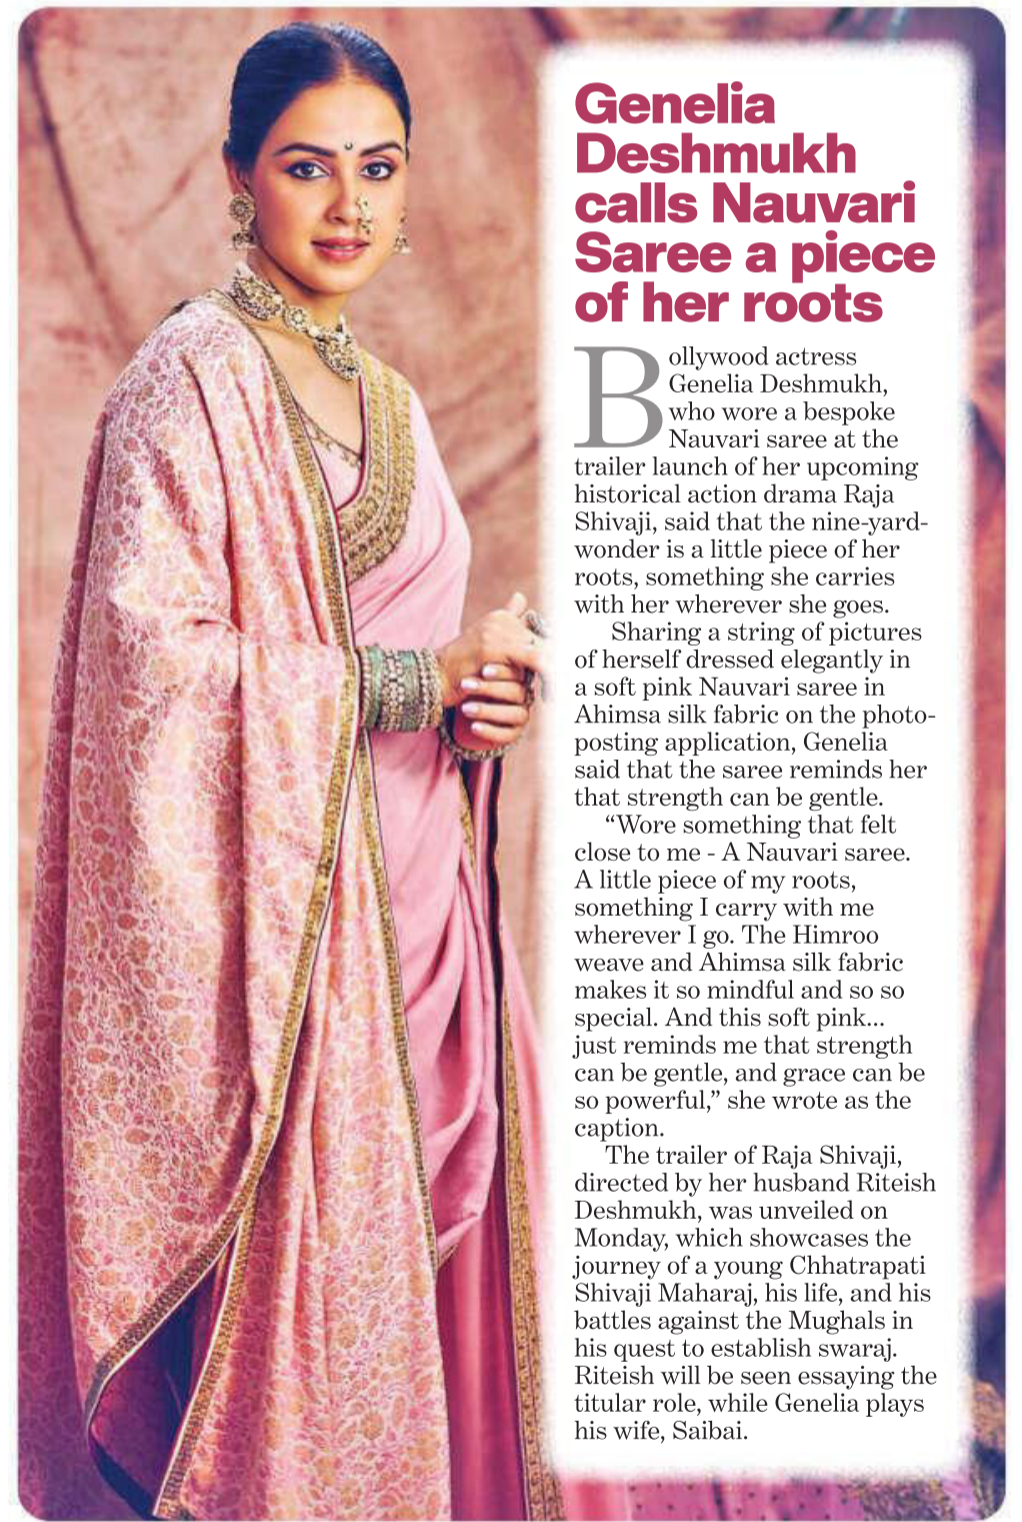 Genelia
Deshmukh
calls Nauvari
Saree a piece
of her roots
Bollywood actress
Genelia Deshmukh,
who wore a bespoke
Nauvari saree at the
trailer launch of her upcoming
historical action drama Raja
Shivaji, said that the nine-yard-
wonder is a little piece of her
roots, something she carries
with her wherever she goes.
Sharing a string of pictures
of herself dressed elegantly in
a soft pink Nauvari saree in
Ahimsa silk fabric on the photo-
posting application, Genelia
said that the saree reminds her
that strength can be gentle.
“Wore something that felt
close to me - A Nauvari saree.
A little piece of my roots,
something I carry with me
wherever I go. The Himroo
weave and Ahimsa silk fabric
makes it so mindful and so so
special. And this soft pink...
just reminds me that strength
can be gentle, and grace can be
so powerful,” she wrote as the
caption.
The trailer of Raja Shivaji,
directed by her husband Riteish
Deshmukh, was unveiled on
Monday, which showcases the
journey of a young Chhatrapati
Shivaji Maharaj, his life, and his
battles against the Mughals in
his quest to establish swaraj.
Riteish will be seen essaying the
titular role, while Genelia plays
his wife, Saibai.